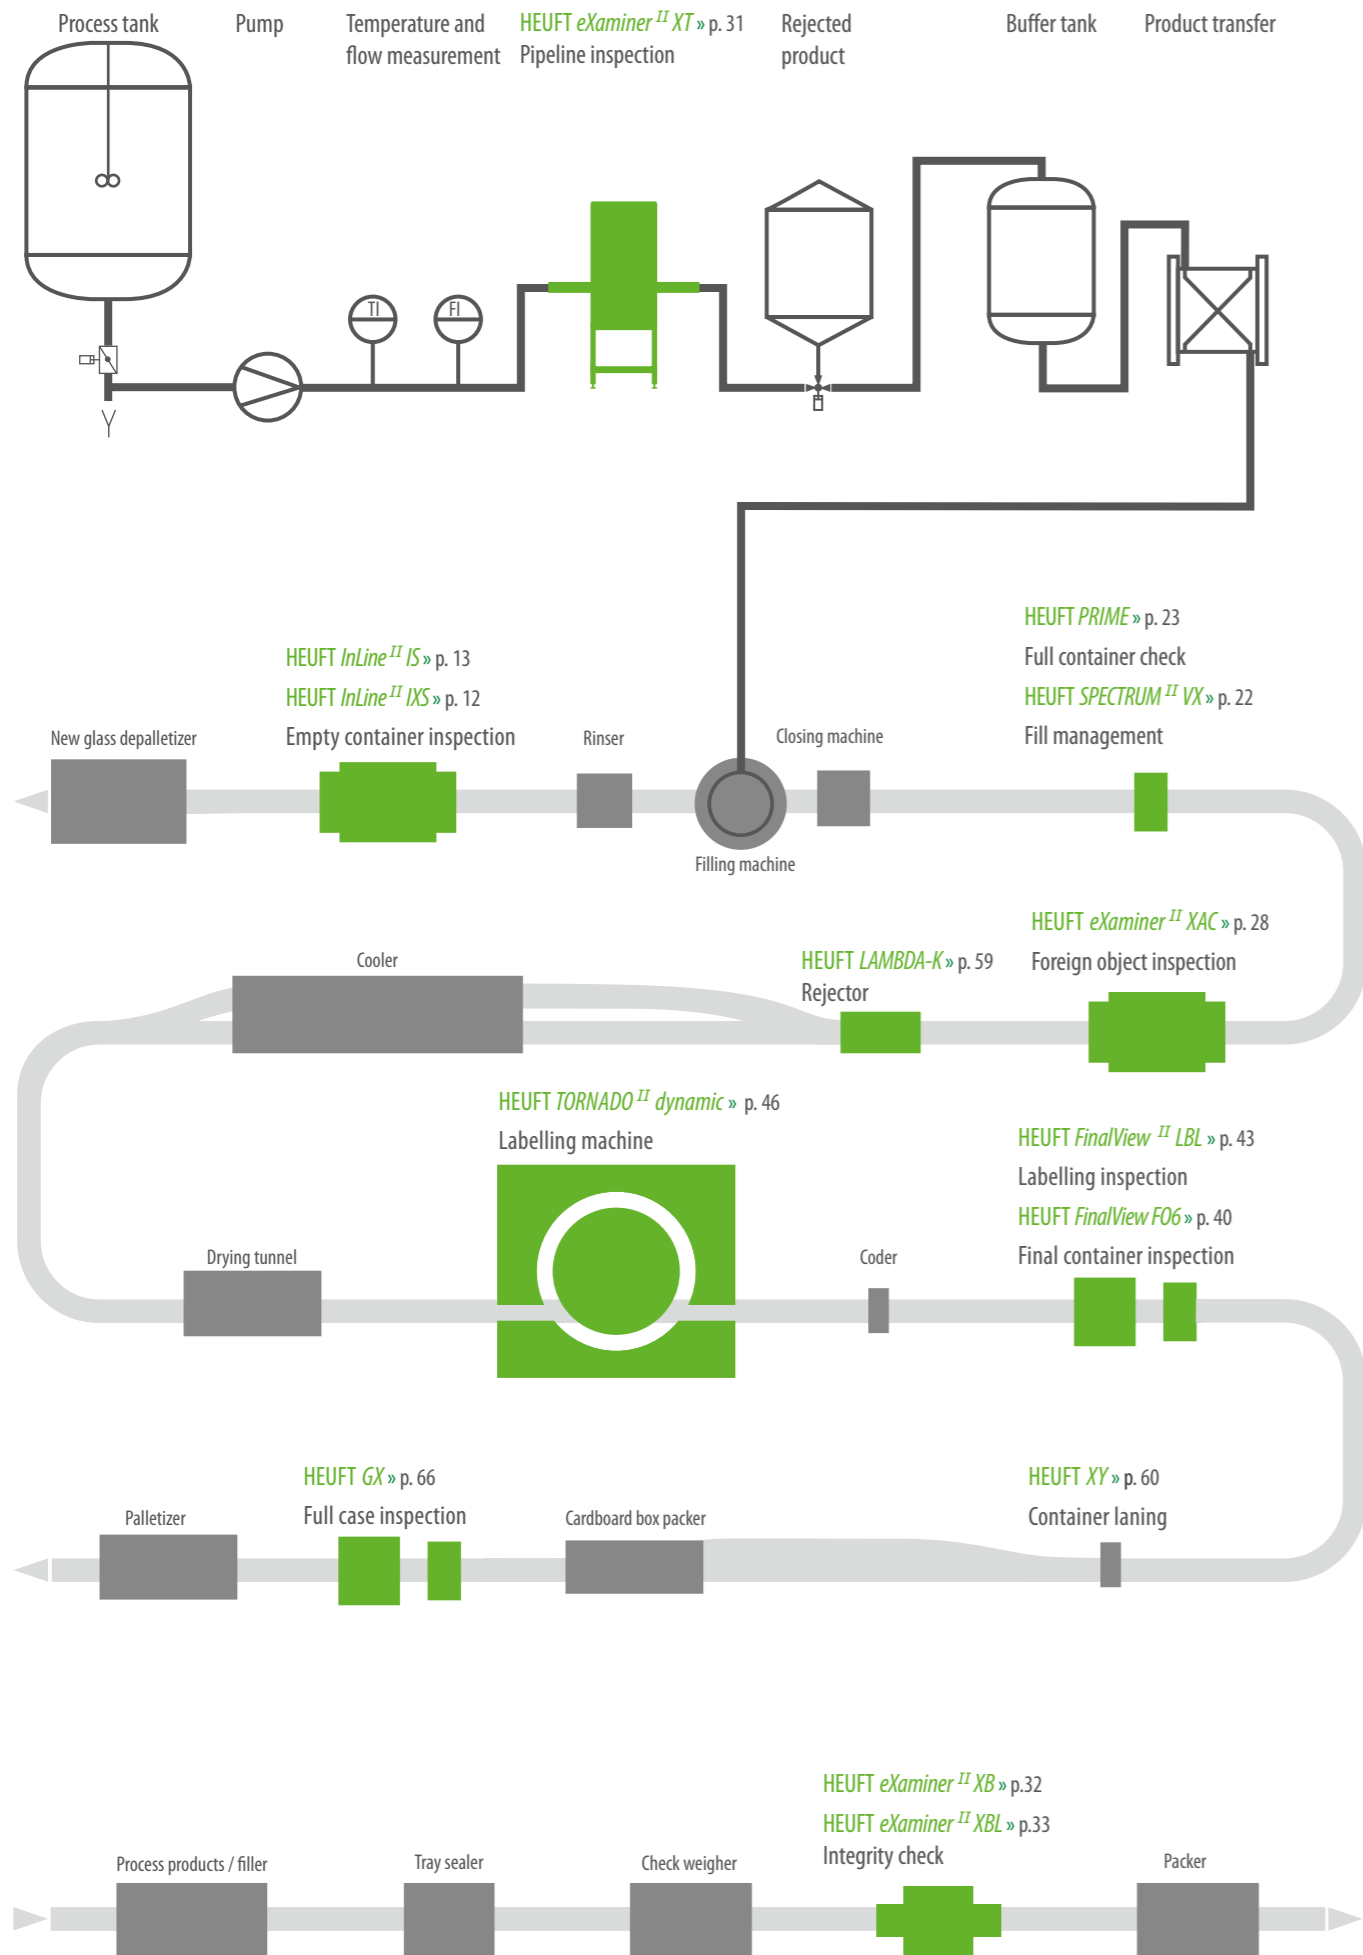 Process tank
Pump
Temperature and
flow measurement
HEUFT eXaminer II XT » p. 31
Pipeline inspection
Rejected
product
Buffer tank
Product transfer
TI
FI
HEUFT PRIME » p. 23
Full container check
HEUFT SPECTRUM II VX » p. 22
Fill management
HEUFT InLine II IS » p. 13
HEUFT InLine II IXS » p. 12
Empty container inspection
New glass depalletizer
Rinser
Closing machine
Filling machine
HEUFT eXaminer II XAC » p. 28
Foreign object inspection
HEUFT LAMBDA-K » p. 59
Rejector
Cooler
HEUFT TORNADO II dynamic » p. 46
Labelling machine
HEUFT FinalView II LBL » p. 43
Labelling inspection
HEUFT FinalView FO6 » p. 40
Final container inspection
Drying tunnel
Coder
HEUFT GX » p. 66
Full case inspection
HEUFT XY » p. 60
Container laning
Palletizer
Cardboard box packer
HEUFT eXaminer II XB » p.32
HEUFT eXaminer II XBL » p.33
Integrity check
Process products / filler
Tray sealer
Check weigher
Packer